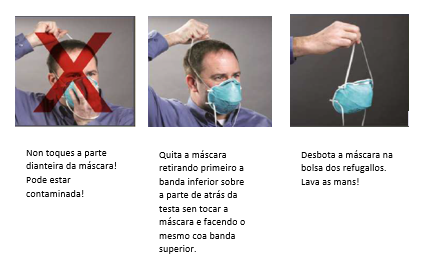 Non toques a parte
dianteira da máscara!
Pode estar
contaminada!
Quita a máscara
retirando primeiro a
banda inferior sobre
a parte de atrás da
testa sen tocar a
máscara e facendo o
mesmo coa banda
superior.
Desbota a máscara na
bolsa dos refugallos.
Lava as mans!